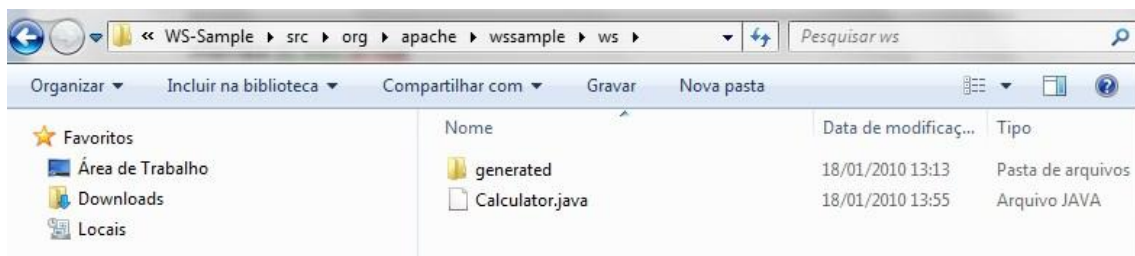 « WS-Sample ▸ src ▸ org ▸ apache ▸ wssample ▸ ws ▸ Pesquisar ws
Organizar Incluir na biblioteca Compartilhar com Gravar Nova pasta
Favoritos
Área de Trabalho
Downloads
Locais
Nome Data de modificaç... Tipo
generated 18/01/2010 13:13 Pasta de arquivos
Calculator.java 18/01/2010 13:55 Arquivo JAVA